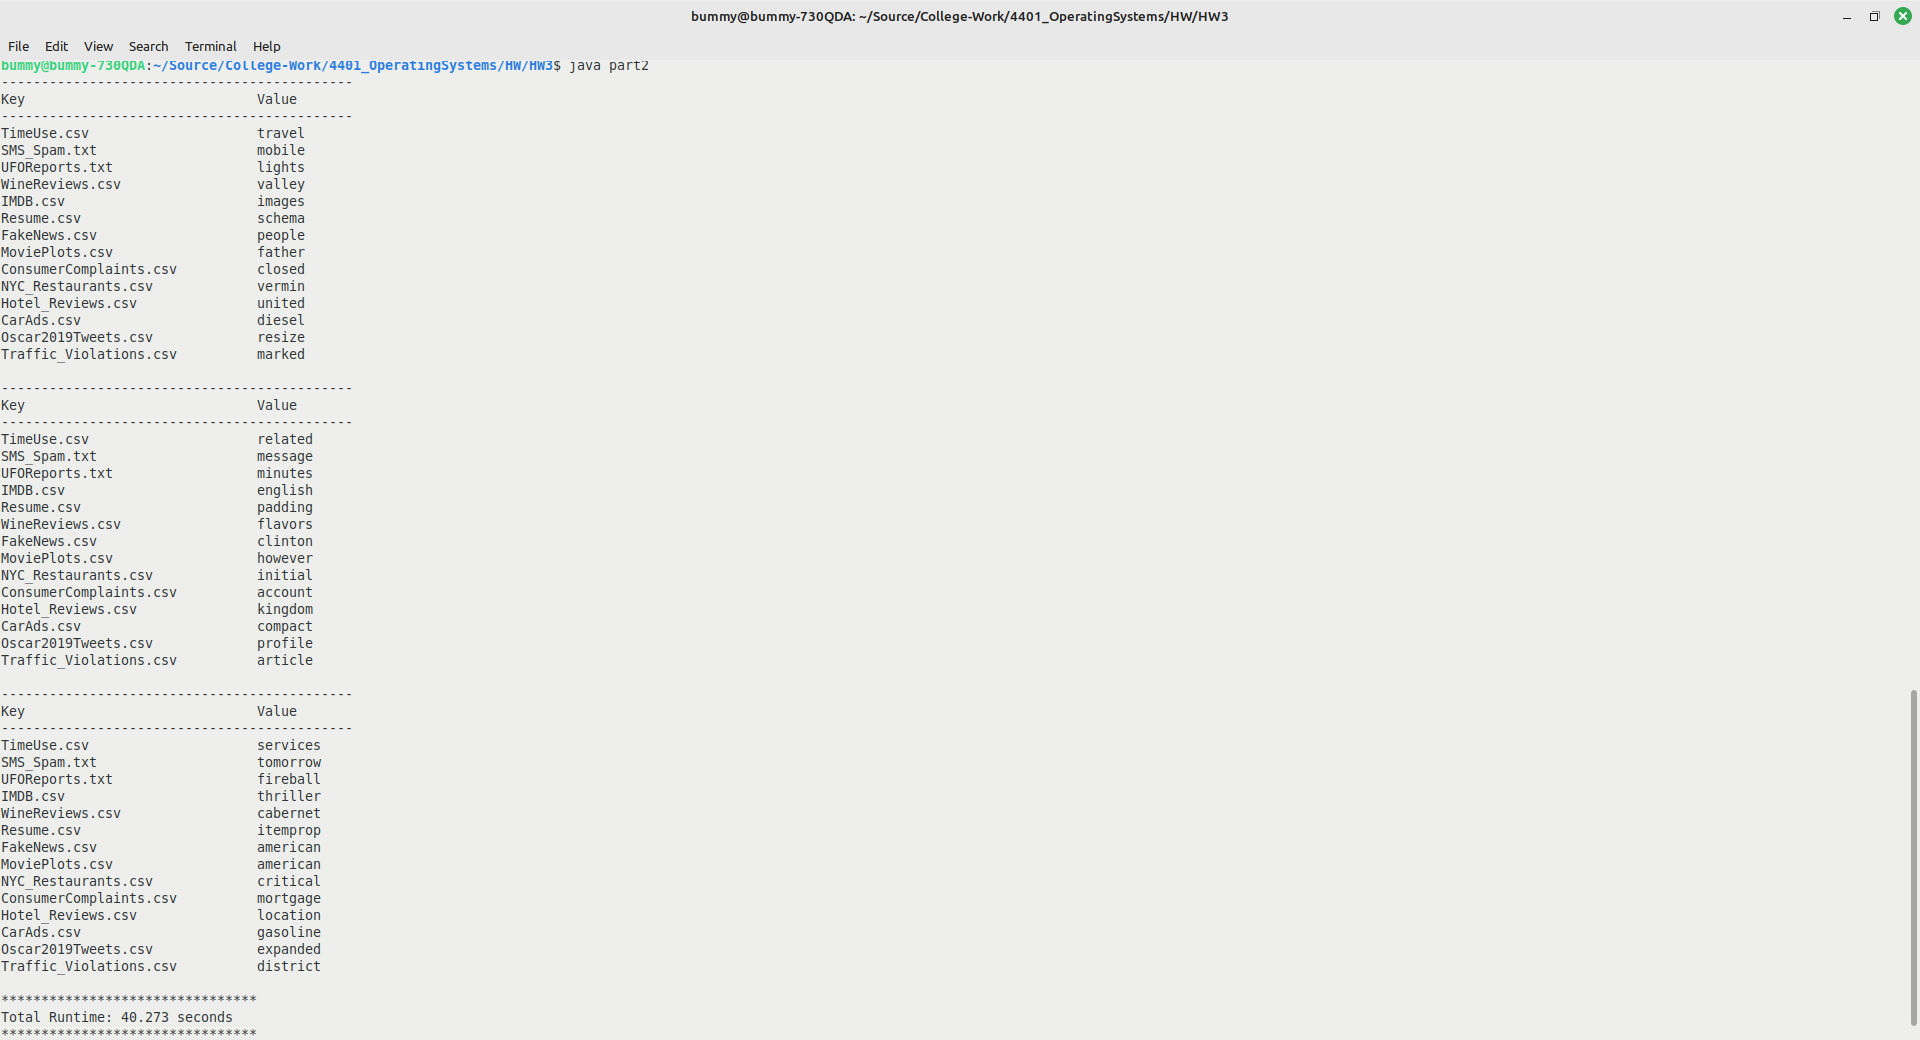 bummy@bummy-730QDA: ~/Source/College-Work/4401_OperatingSystems/HW/HW3
File Edit View Search Terminal Help
bummy@bummy-730QDA:~/Source/College-Work/4401_OperatingSystems/HW/HW3$ java part2
--------------------------------------------
Key Value
--------------------------------------------
TimeUse.csv travel
SMS_Spam.txt mobile
UFOReports.txt lights
WineReviews.csv valley
IMDB.csv images
Resume.csv schema
FakeNews.csv people
MoviePlots.csv father
ConsumerComplaints.csv closed
NYC_Restaurants.csv vermin
Hotel_Reviews.csv united
CarAds.csv diesel
Oscar2019Tweets.csv resize
Traffic_Violations.csv marked
--------------------------------------------
Key Value
--------------------------------------------
TimeUse.csv related
SMS_Spam.txt message
UFOReports.txt minutes
IMDB.csv english
Resume.csv padding
WineReviews.csv flavors
FakeNews.csv clinton
MoviePlots.csv however
NYC_Restaurants.csv initial
ConsumerComplaints.csv account
Hotel_Reviews.csv kingdom
CarAds.csv compact
Oscar2019Tweets.csv profile
Traffic_Violations.csv article
--------------------------------------------
Key Value
--------------------------------------------
TimeUse.csv services
SMS_Spam.txt tomorrow
UFOReports.txt fireball
IMDB.csv thriller
WineReviews.csv cabernet
Resume.csv itemprop
FakeNews.csv american
MoviePlots.csv american
NYC_Restaurants.csv critical
ConsumerComplaints.csv mortgage
Hotel_Reviews.csv location
CarAds.csv gasoline
Oscar2019Tweets.csv expanded
Traffic_Violations.csv district
********************************
Total Runtime: 40.273 seconds
********************************